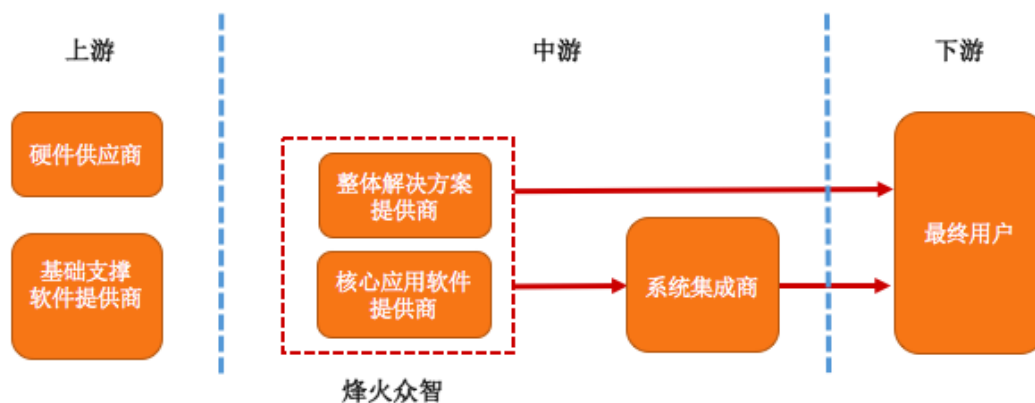 上游
中游
下游
硬件供应商
基础支撑
软件提供商
整体解决方案
提供商
核心应用软件
提供商
系统集成商
最终用户
烽火众智